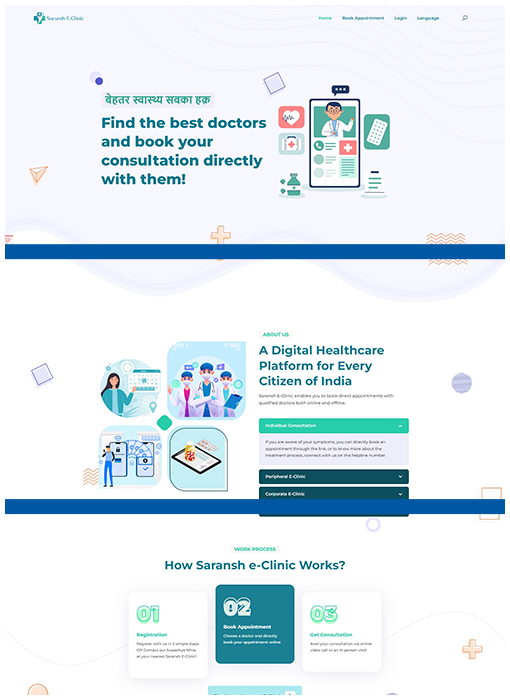 Saransh E-Clinic
Home Book Appointment Login Language
बेहतर स्वास्थ्य सबका हक़
Find the best doctors
and book your
consultation directly
with them!
ABOUT US
A Digital Healthcare
Platform for Every
Citizen of India
Saransh E-Clinic enables you to book direct appointments with
qualified doctors both online and offline.
Individual Consultation
If you are aware of your symptoms, you can directly book an
appointment through the link, or to know more about the
treatment process, connect with us on the helpline number.
Peripheral E-Clinic
Corporate E-Clinic
WORK PROCESS
How Saransh e-Clinic Works?
01
Registration
Register with us in 2 simple steps
OR Contact our Swasthya Mitra
at your nearest Saransh E-Clinic!
02
Book Appointment
Choose a doctor and directly
book your appointment online
03
Get Consultation
Avail your consultation via online
video call or an in-person visit!